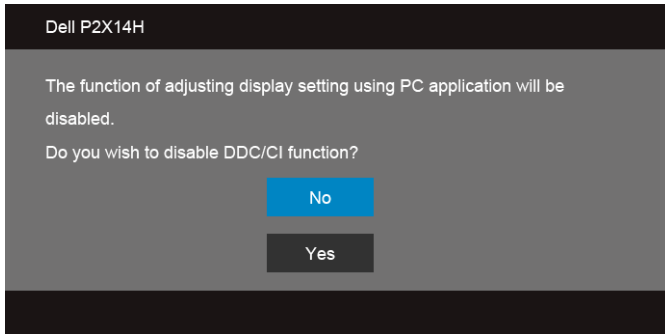 Dell P2X14H
The function of adjusting display setting using PC application will be
disabled.
Do you wish to disable DDC/CI function?
No
Yes